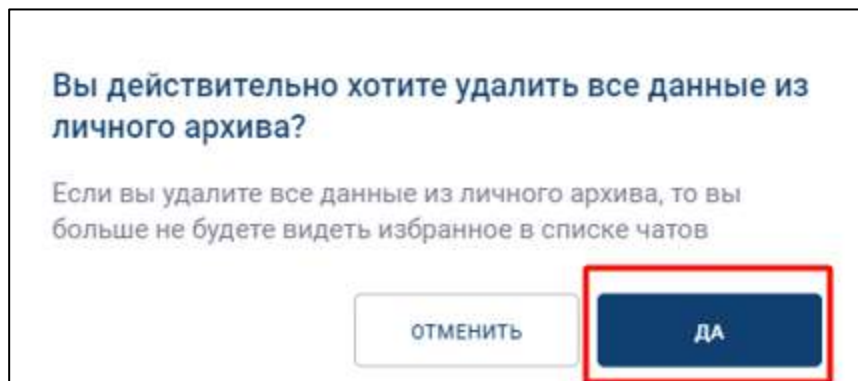 Вы действительно хотите удалить все данные из
личного архива?
Если вы удалите все данные из личного архива, то вы
больше не будете видеть избранное в списке чатов
ОТМЕНИТЬ
ДА